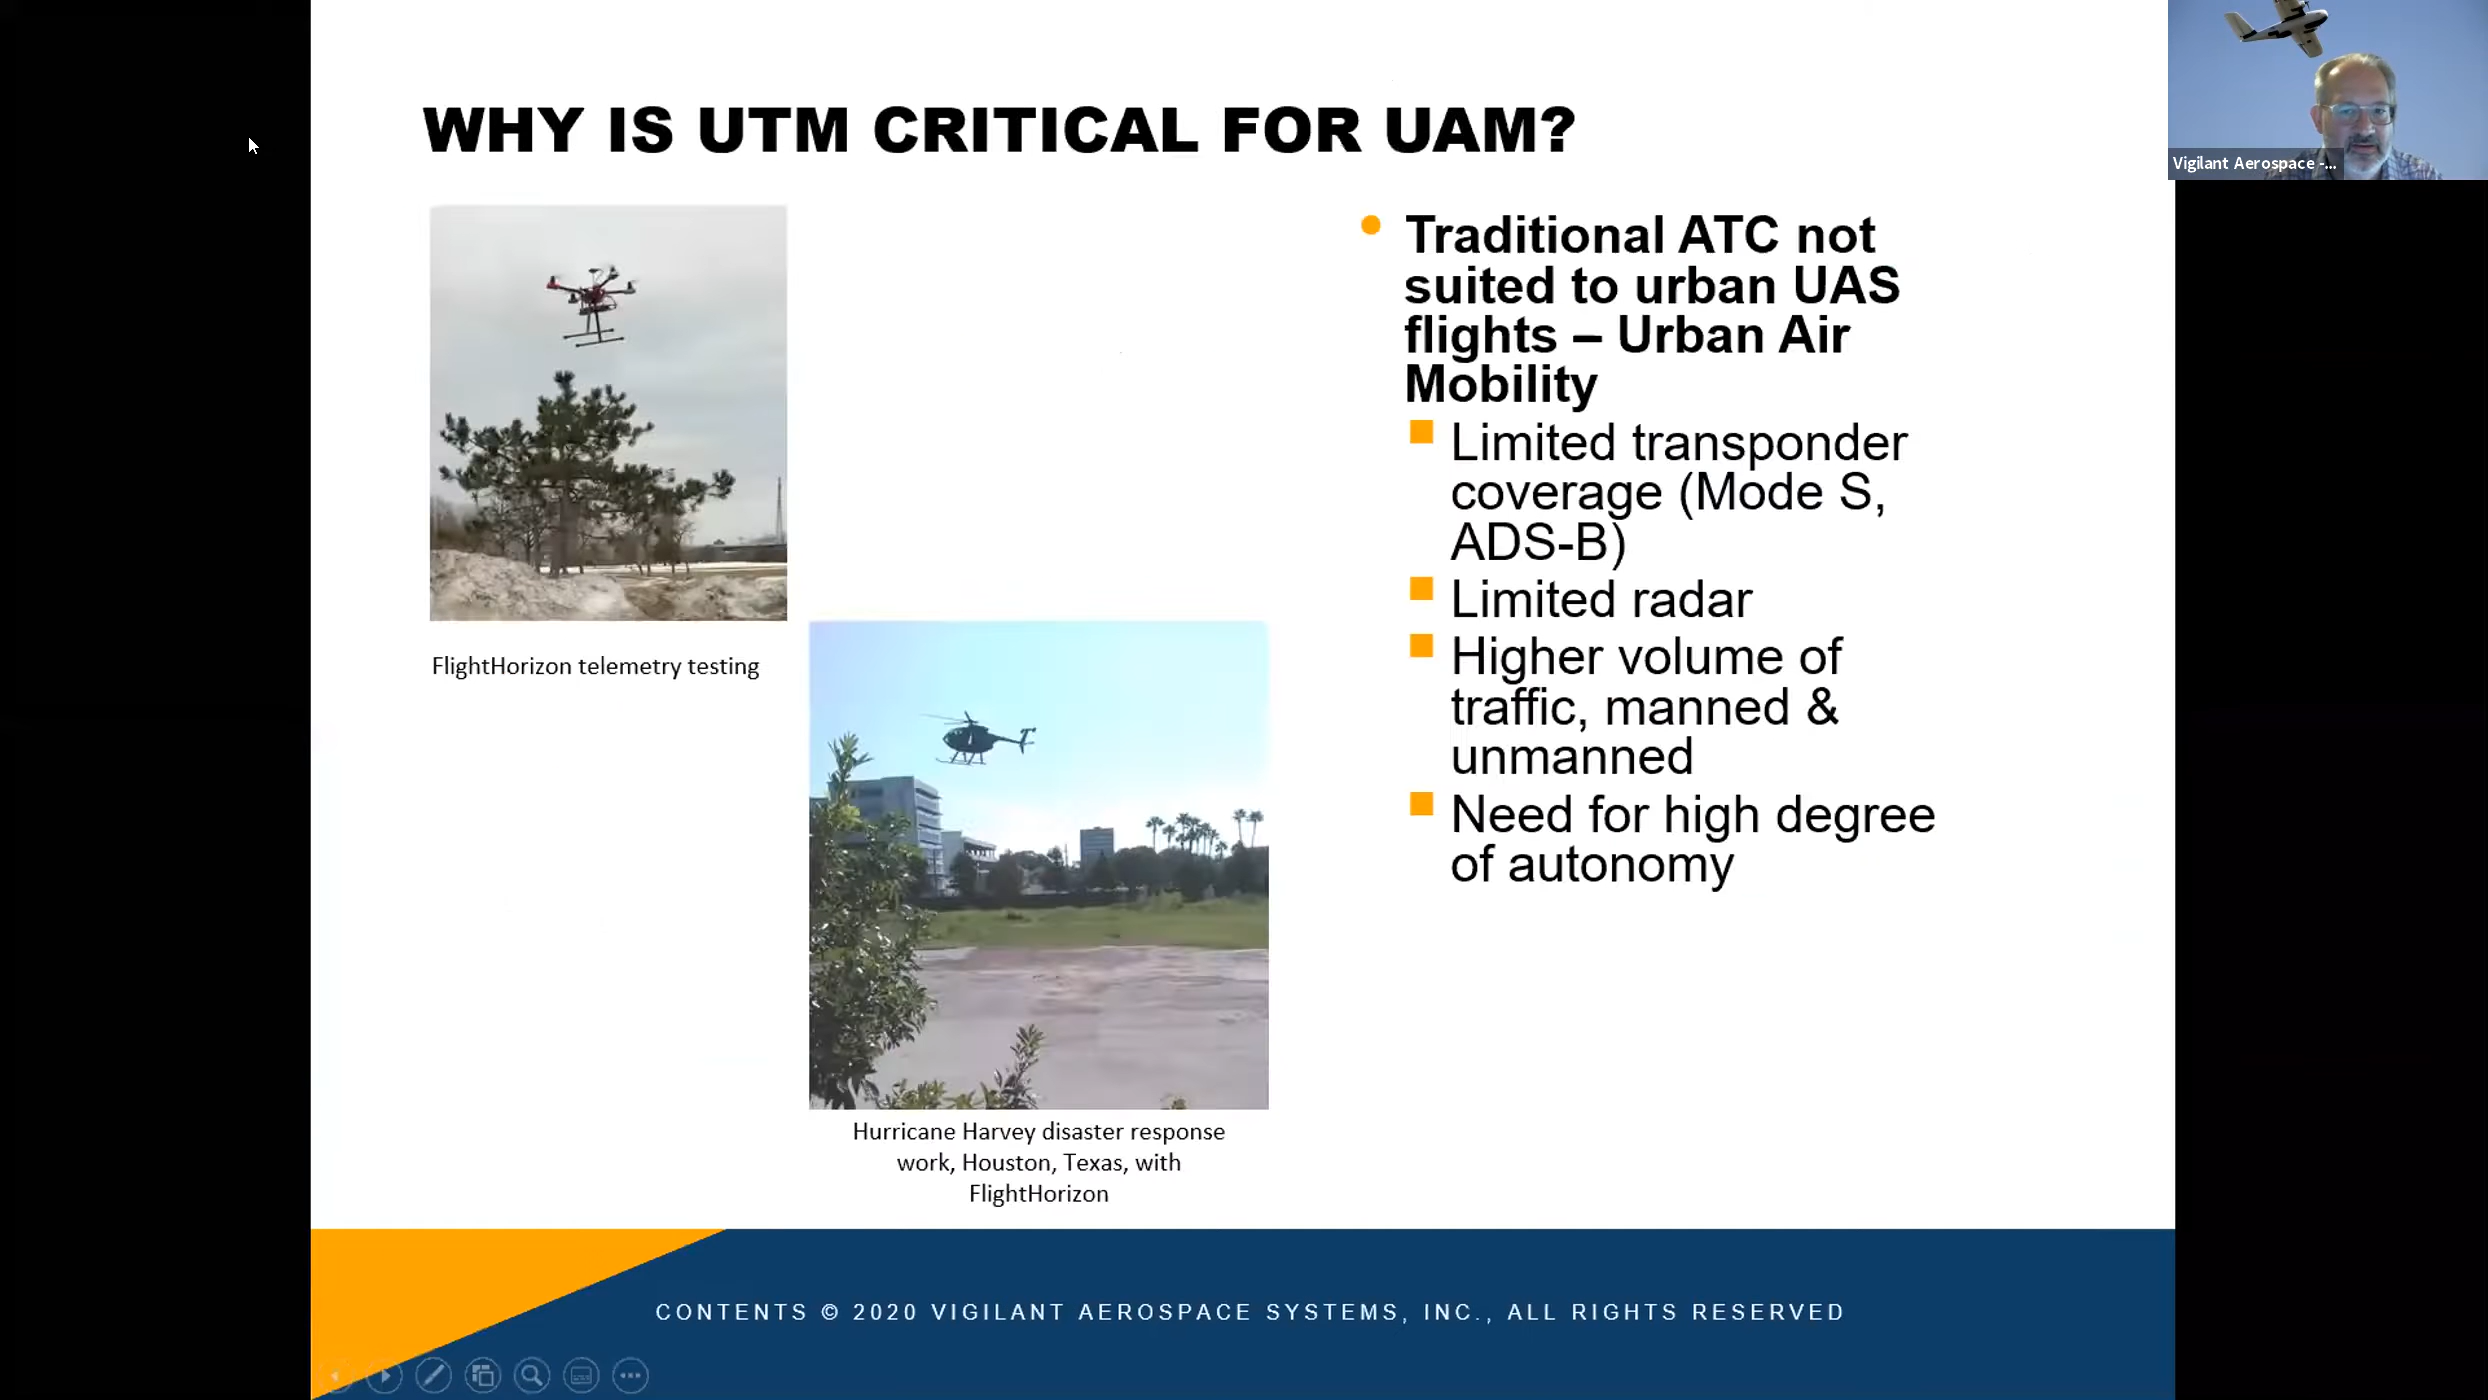 WHY IS UTM CRITICAL FOR UAM?
Vigilant Aerospace -...
FlightHorizon telemetry testing
Hurricane Harvey disaster response
work, Houston, Texas, with
FlightHorizon
Traditional ATC not
suited to urban UAS
flights – Urban Air
Mobility
Limited transponder
coverage (Mode S,
ADS-B)
Limited radar
Higher volume of
traffic, manned &
unmanned
Need for high degree
of autonomy
CONTENTS © 2020 VIGILANT AEROSPACE SYSTEMS, INC., ALL RIGHTS RESERVED